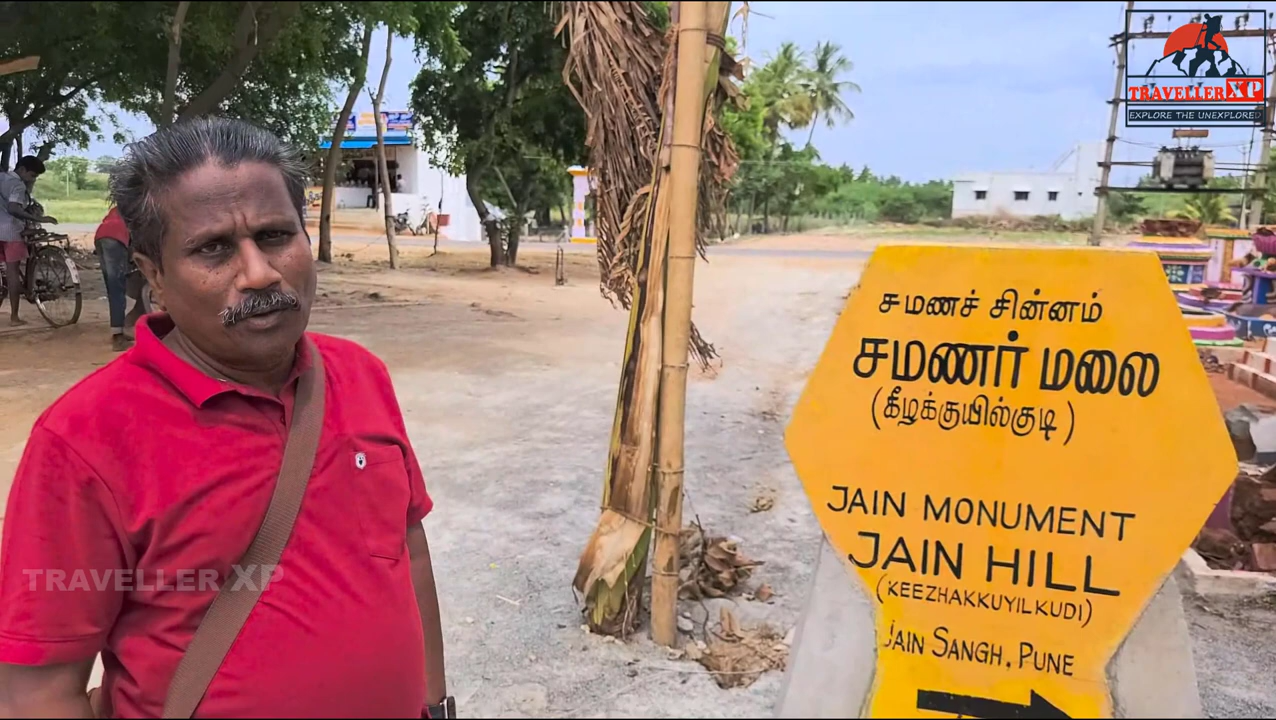 TRAVELLER XP
EXPLORE THE UNEXPLORED
சமணச் சின்னம்
சமணர் மலை
(கீழக்குயில்குடி)
JAIN MONUMENT
JAIN HILL
(KEEZHAKKUYILKUDI)
JAIN SANGH, PUNE
TRAVELLER XP